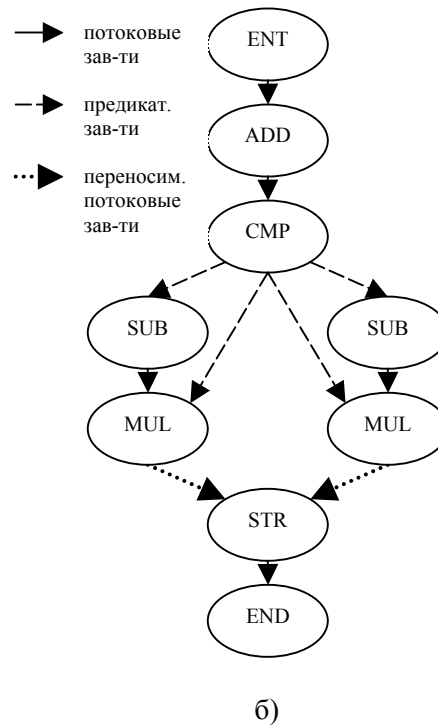 потоковые
зав-ти
предикат.
зав-ти
переносим.
потоковые
зав-ти
ENT
ADD
CMP
SUB
SUB
MUL
MUL
STR
END
б)